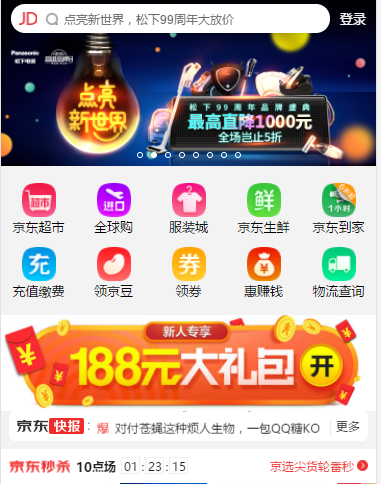 JD 点亮新世界，松下99周年大放价 登录
Panasonic
松下电器
超级品牌日
点亮
新世界
松下99周年品牌盛典
最高直降1000元
全场岂止5折
超市 进口 鲜 1小时
京东超市 全球购 服装城 京东生鲜 京东到家
充 券
充值缴费 领京豆 领券 惠赚钱 物流查询
新人专享
188元大礼包 开
京东快报： 爆 对付苍蝇这种烦人生物，一包QQ糖KO 更多
京东秒杀 10点场 01 : 23 : 15 京选尖货轮番秒